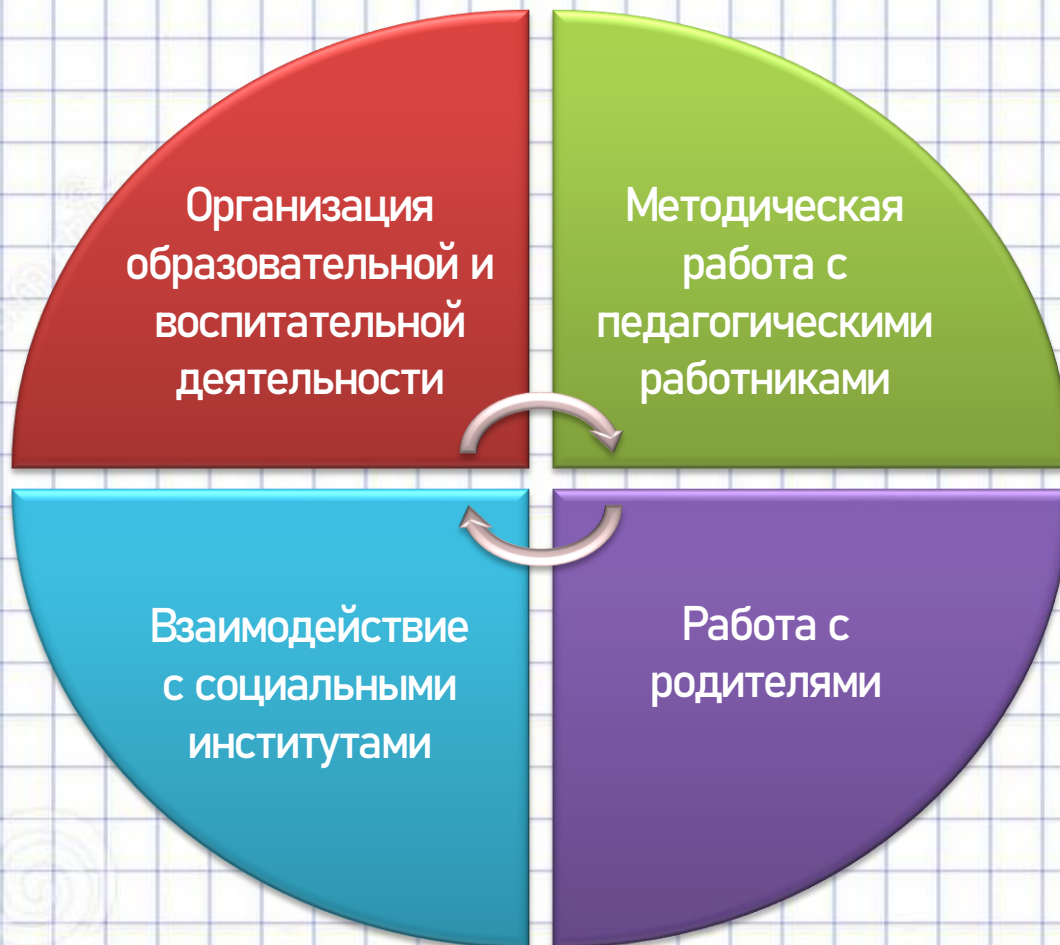 Организация
образовательной и
воспитательной
деятельности
Методическая
работа с
педагогическими
работниками
Взаимодействие
с социальными
институтами
Работа с
родителями